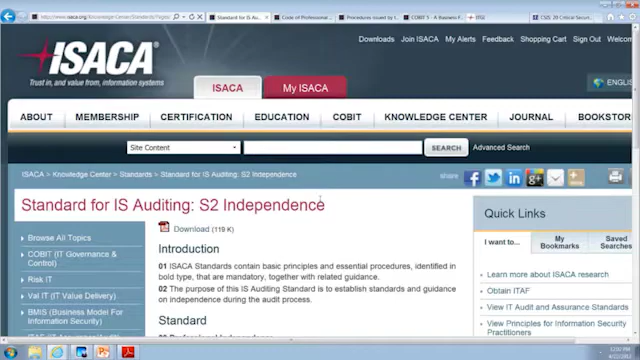 www.isaca.org/Knowledge-Center/Standards/Pages/
Standard for IS Au...
Code of Professional...
Procedures issued by t...
COBIT 5 - A Business F...
CSIS: 20 Critical Secur...
Downloads Join ISACA My Alerts Feedback Shopping Cart Sign Out Welcom
ISACA®
Trust in, and value from, information systems
ISACA My ISACA
ENGLIS
ABOUT MEMBERSHIP CERTIFICATION EDUCATION COBIT KNOWLEDGE CENTER JOURNAL BOOKSTOR
Site Content SEARCH Advanced Search
ISACA > Knowledge Center > Standards > Standard for IS Auditing: S2 Independence
share
Standard for IS Auditing: S2 Independence
Download (119 K)
Introduction
01 ISACA Standards contain basic principles and essential procedures, identified in
bold type, that are mandatory, together with related guidance.
02 The purpose of this IS Auditing Standard is to establish standards and guidance
on independence during the audit process.
Standard
Browse All Topics
COBIT (IT Governance &
Control)
Risk IT
Val IT (IT Value Delivery)
BMIS (Business Model For
Information Security)
Quick Links
I want to... My Bookmarks Saved Searches
Learn more about ISACA research
Obtain ITAF
View IT Audit and Assurance Standards
View Principles for Information Security
Practitioners